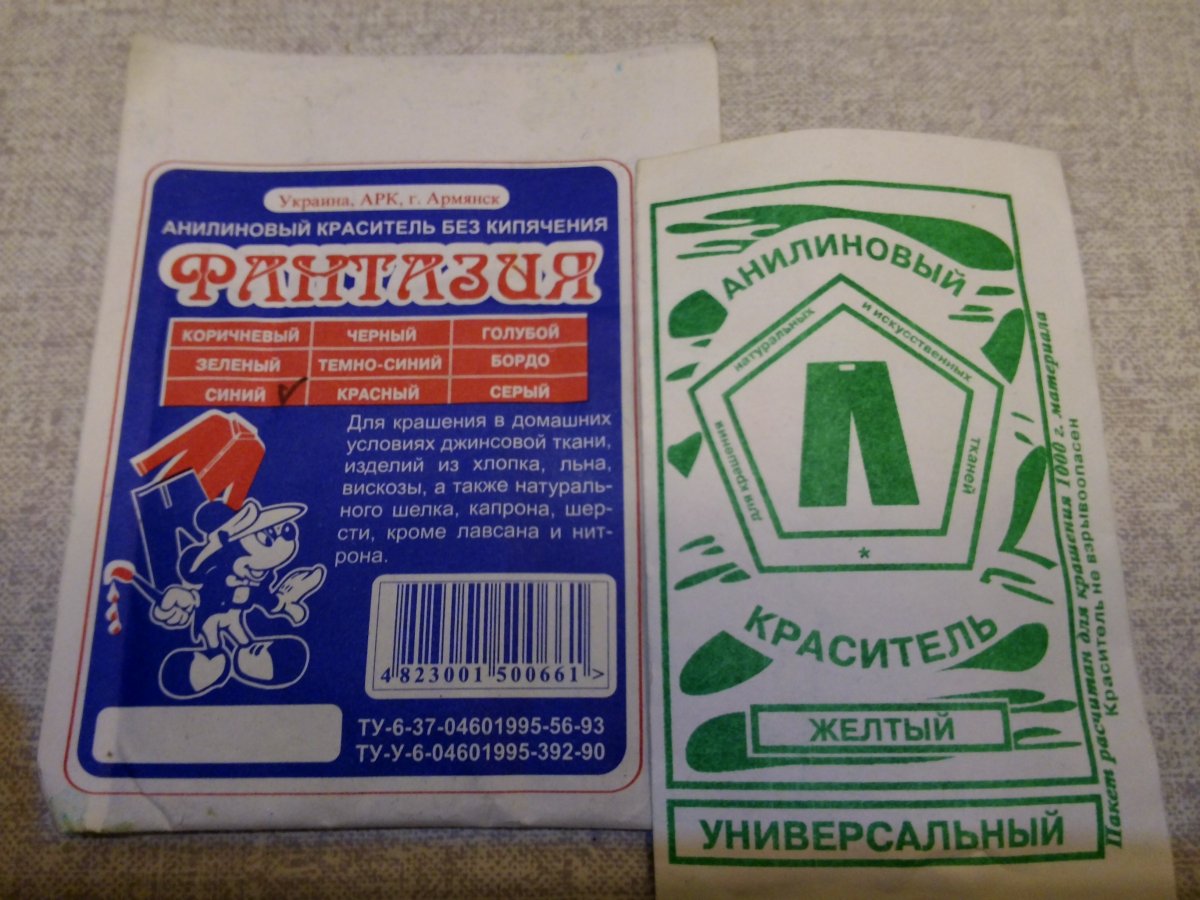 Украина, АРК, г. Армянск
АНИЛИНОВЫЙ КРАСИТЕЛЬ БЕЗ КИПЯЧЕНИЯ
ФАНТАЗИЯ
КОРИЧНЕВЫЙ ЧЕРНЫЙ ГОЛУБОЙ
ЗЕЛЕНЫЙ ТЕМНО-СИНИЙ БОРДО
СИНИЙ КРАСНЫЙ СЕРЫЙ
Для крашения в домашних
условиях джинсовой ткани,
изделий из хлопка, льна,
вискозы, а также натураль-
ного шелка, капрона, шер-
сти, кроме лавсана и нит-
рона.
4 823001 500661 >
ТУ-6-37-04601995-56-93
ТУ-У-6-04601995-392-90
АНИЛИНОВЫЙ
для крашения
натуральных
и искусственных
тканей
*
КРАСИТЕЛЬ
ЖЕЛТЫЙ
УНИВЕРСАЛЬНЫЙ
Пакет расчитан для крашения 1000 г. материала
Краситель не взрывоопасен